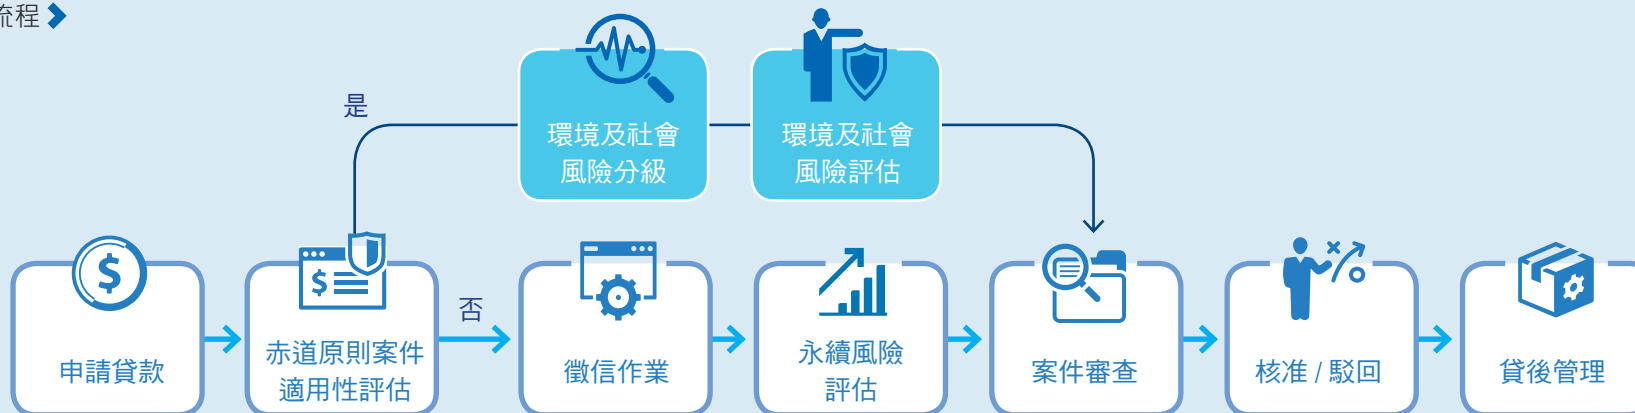 流程
是
環境及社會
風險分級
環境及社會
風險評估
否
申請貸款
赤道原則案件
適用性評估
徵信作業
永續風險
評估
案件審查
核准 / 駁回
貸後管理